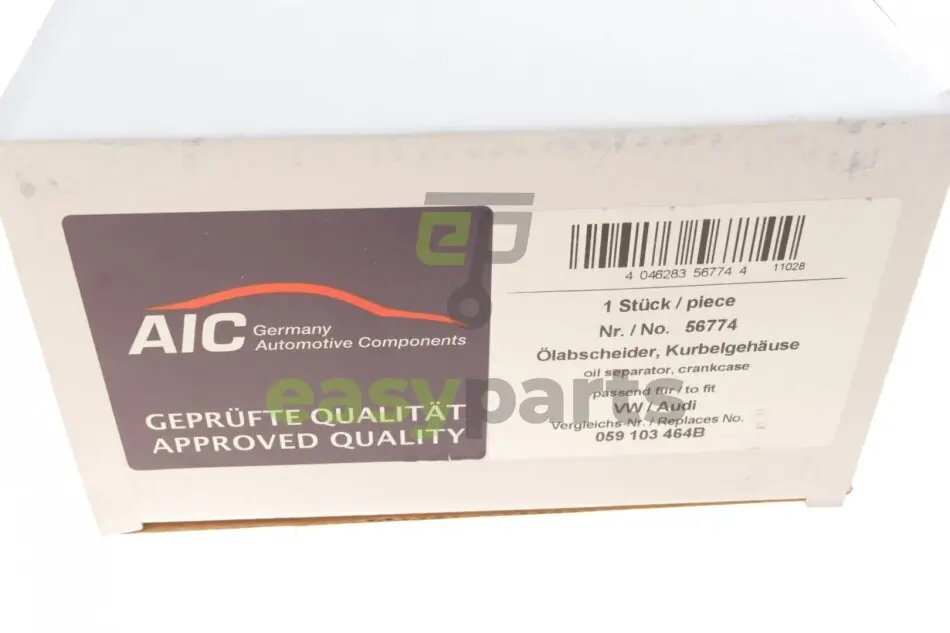 AIC Germany
Automotive Components
GEPRÜFTE QUALITÄT
APPROVED QUALITY
4 046283 56774 4 11028
1 Stück / piece
Nr. / No. 56774
Ölabscheider, Kurbelgehäuse
oil separator, crankcase
passend für / to fit
VW / Audi
Vergleichs-Nr. / Replaces No.
059 103 464B
ep
easyparts